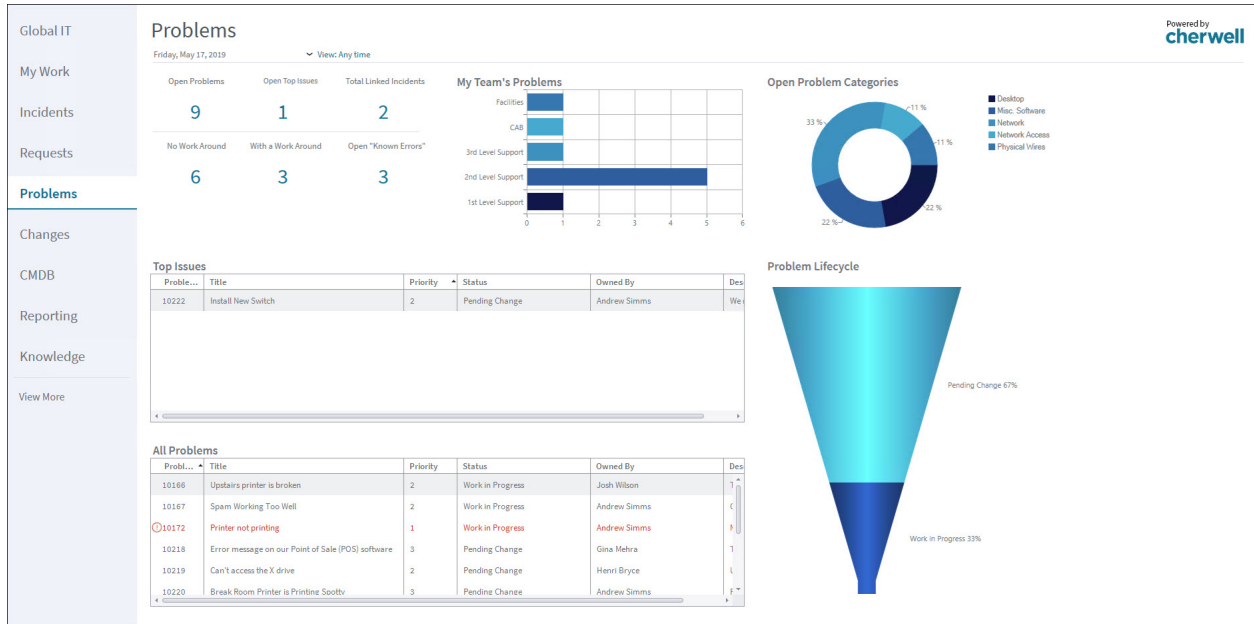 Global IT
My Work
Incidents
Requests
Problems
Changes
CMDB
Reporting
Knowledge
View More
Problems
Friday, May 17, 2019 View: Any time
Powered by
cherwell
Open Problems Open Top Issues Total Linked Incidents
9 1 2
No Work Around With a Work Around Open "Known Errors"
6 3 3
My Team's Problems
Facilities
CAB
3rd Level Support
2nd Level Support
1st Level Support
0 1 2 3 4 5 6
Open Problem Categories
33 % 11 %
11 %
22 % 22 %
Desktop
Misc. Software
Network
Network Access
Physical Wires
Top Issues
Proble... Title Priority Status Owned By Des
10222 Install New Switch 2 Pending Change Andrew Simms We
Problem Lifecycle
Pending Change 67%
Work in Progress 33%
All Problems
Probl... Title Priority Status Owned By Des
10166 Upstairs printer is broken 2 Work in Progress Josh Wilson T
10167 Spam Working Too Well 2 Work in Progress Andrew Simms
10172 Printer not printing 1 Work in Progress Andrew Simms
10218 Error message on our Point of Sale (POS) software 3 Pending Change Gina Mehra T
10219 Can't access the X drive 2 Pending Change Henri Bryce
10220 Break Room Printer is Printing Spotty 3 Pending Change Andrew Simms